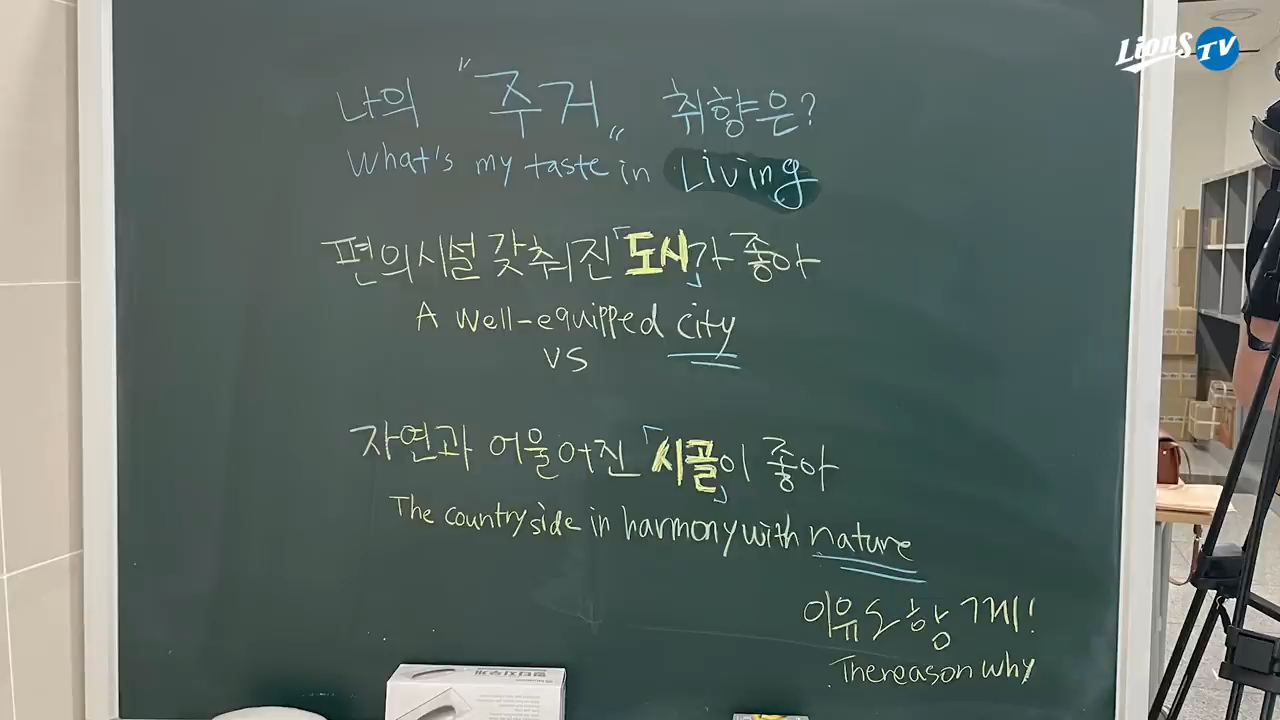 Lions TV
나의 "주거" 취향은?
What's my taste in Living
편의시설 갖춰진 「도시」가 좋아
A well-equipped city
VS
자연과 어울어진 「시골」이 좋아
The countryside in harmony with nature
이유도 함께!
The reason why